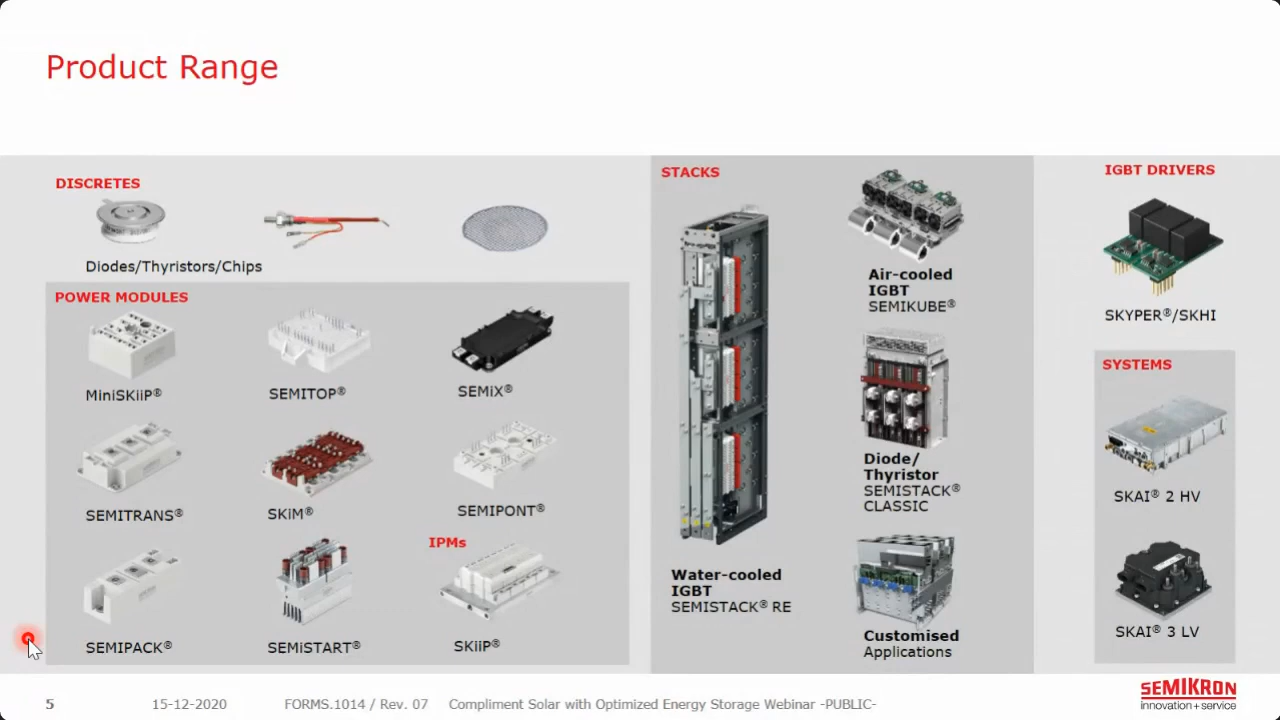 Product Range
DISCRETES
Diodes/Thyristors/Chips
POWER MODULES
MiniSKiiP®
SEMITOP®
SEMiX®
SEMITRANS®
SKiM®
SEMIPONT®
IPMs
SEMIPACK®
SEMiSTART®
SKiiP®
STACKS
Water-cooled
IGBT
SEMISTACK® RE
Air-cooled
IGBT
SEMIKUBE®
Diode/
Thyristor
SEMISTACK®
CLASSIC
Customised
Applications
IGBT DRIVERS
SKYPER®/SKHI
SYSTEMS
SKAI® 2 HV
SKAI® 3 LV
5 15-12-2020 FORMS.1014 / Rev. 07 Compliment Solar with Optimized Energy Storage Webinar -PUBLIC-
SEMIKRON
innovation+service